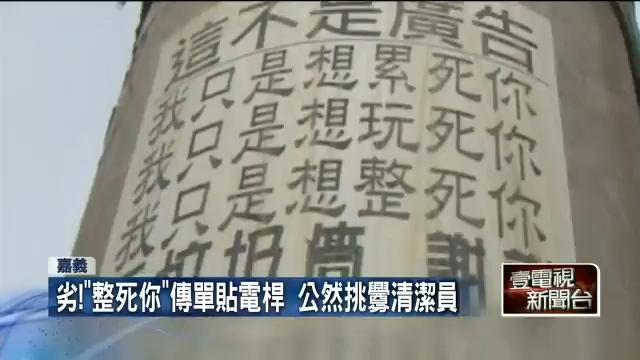 這不是廣告
我只是想累死你
我只是想玩死你
我只是想整死你
嘉義
劣!"整死你"傳單貼電桿 公然挑釁清潔員
壹電視
新聞台